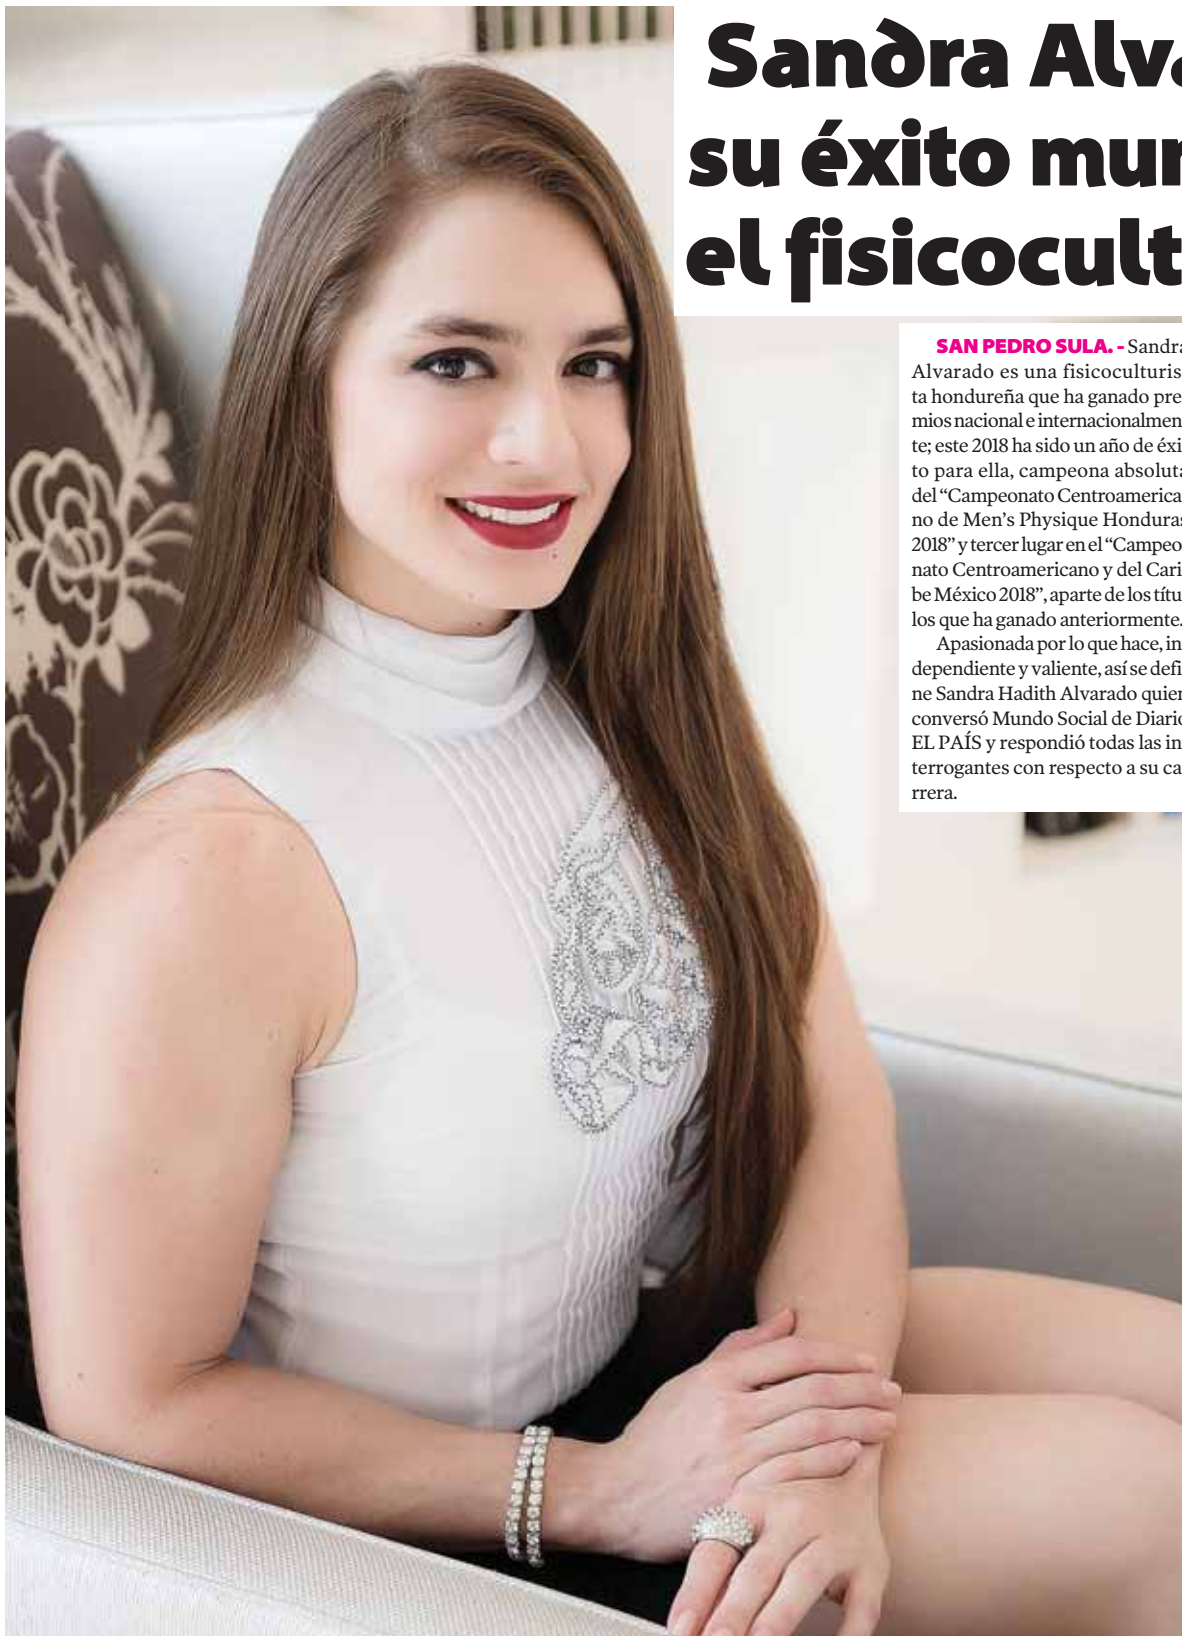 Sandra Alva
su éxito mun
el fisicocult
SAN PEDRO SULA. - Sandra
Alvarado es una fisicoculturis
ta hondureña que ha ganado pre
mios nacional e internacionalmen
te; este 2018 ha sido un año de éxi
to para ella, campeona absoluta
del “Campeonato Centroamerica
no de Men’s Physique Honduras
2018” y tercer lugar en el “Campeo
nato Centroamericano y del Cari
be México 2018”, aparte de los títu
los que ha ganado anteriormente.
Apasionada por lo que hace, in
dependiente y valiente, así se defi
ne Sandra Hadith Alvarado quien
conversó Mundo Social de Diario
EL PAÍS y respondió todas las in
terrogantes con respecto a su ca
rrera.